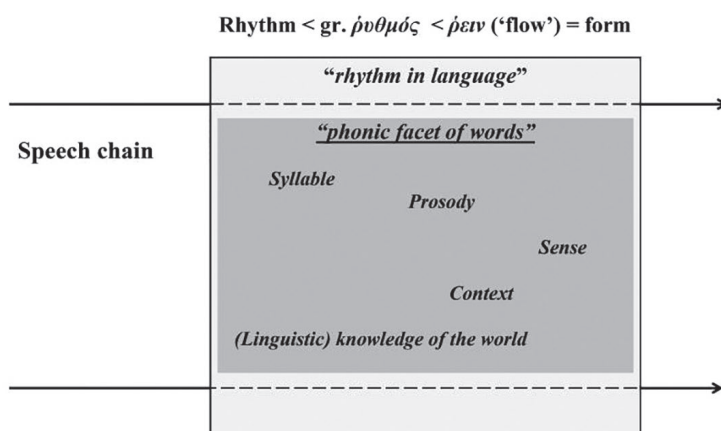 Rhythm < gr. ῥυθμός < ῥειν (‘flow’) = form
“rhythm in language”
“phonic facet of words”
Speech chain
Syllable
Prosody
Sense
Context
(Linguistic) knowledge of the world